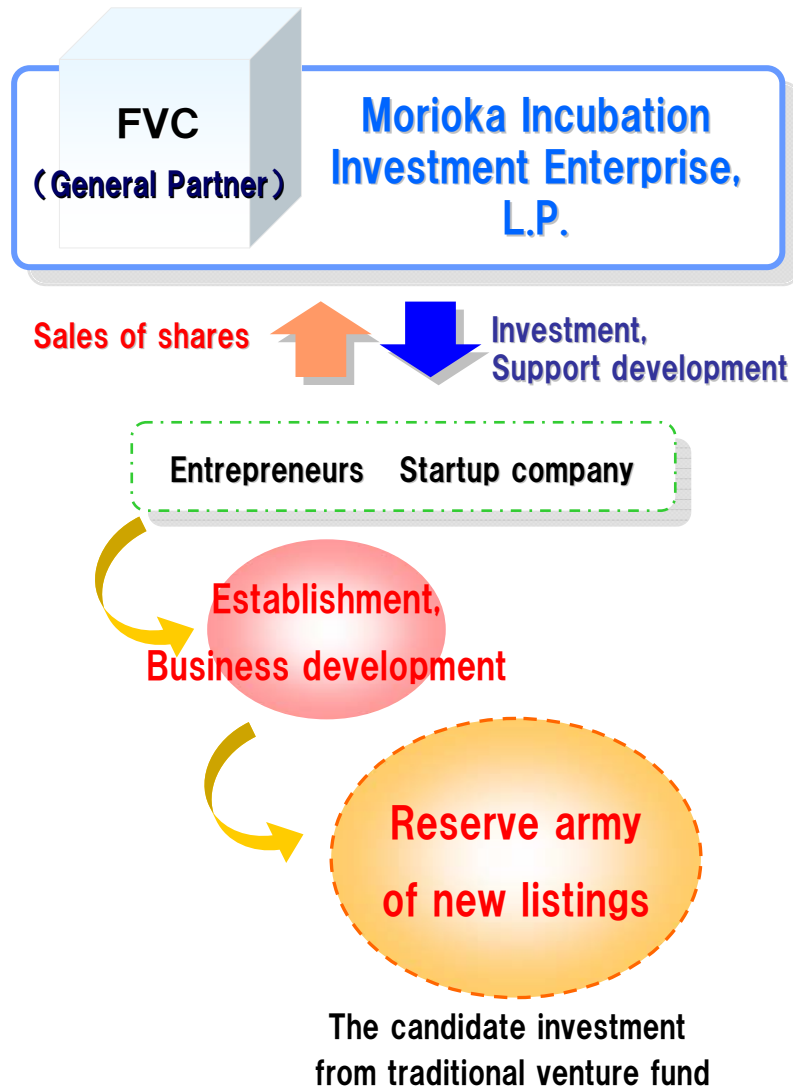 FVC
（General Partner）
Morioka Incubation
Investment Enterprise,
L.P.
Sales of shares
Investment,
Support development
Entrepreneurs Startup company
Establishment,
Business development
Reserve army
of new listings
The candidate investment
from traditional venture fund